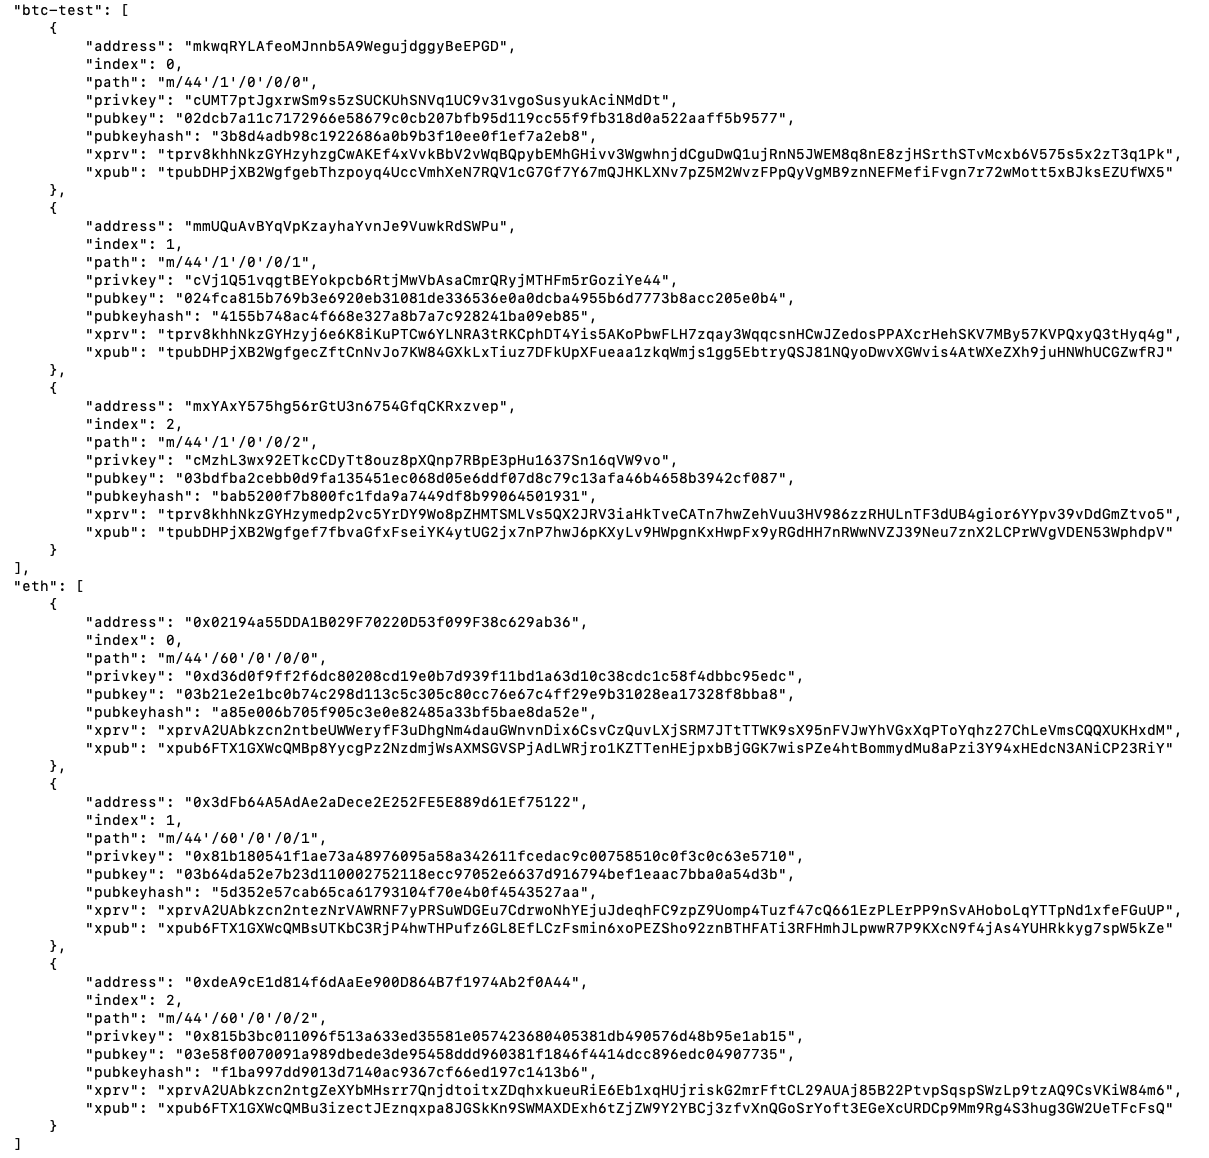 "btc-test": [
{
"address": "mkwqRYLAfeoMJnnb5A9WegujdggyBeEPGD",
"index": 0,
"path": "m/44'/1'/0'/0/0",
"privkey": "cUMT7ptJgxrwSm9s5zSUCKUhSNVq1UC9v31vgoSusyukAciNMdDt",
"pubkey": "02dcb7a11c7172966e58679c0cb207bfb95d119cc55f9fb318d0a522aaff5b9577",
"pubkeyhash": "3b8d4adb98c1922686a0b9b3f10ee0f1ef7a2eb8",
"xprv": "tprv8khhNkzGYHzyhzgCwAKEf4xVvkBbV2vWqBQpybEMhGHivv3WgwhnjdCguDwQ1ujRnN5JWEM8q8nE8zjHSrthSTvMcxb6V575s5x2zT3q1Pk",
"xpub": "tpubDHPjXB2WgfgebThzpoyq4UccVmhXeN7RQV1cG7Gf7Y67mQJHKLXNv7pZ5M2WvzFPpQyVgMB9znNEFMefiFvgn7r72wMott5xBJksEZUfWX5"
},
{
"address": "mmUQuAvBYqVpKzayhaYvnJe9VuwkRdSWPu",
"index": 1,
"path": "m/44'/1'/0'/0/1",
"privkey": "cVj1Q51vqgtBEYokpcb6RtjMwVbAsaCmrQRyjMTHFm5rGoziYe44",
"pubkey": "024fca815b769b3e6920eb31081de336536e0a0dcba4955b6d7773b8acc205e0b4",
"pubkeyhash": "4155b748ac4f668e327a8b7a7c928241ba09eb85",
"xprv": "tprv8khhNkzGYHzyj6e6K8iKuPTCw6YLNRA3tRKCphDT4Yis5AKoPbwFLH7zqay3WqqcsnHCwJZedosPPAXcrHehSKV7MBy57KVPQxyQ3tHyq4g",
"xpub": "tpubDHPjXB2WgfgecZftCnNvJo7KW84GXkLxTiuz7DFkUpXFueaa1zkqWmjs1gg5EbtryQSJ81NQyoDwvXGWvis4AtWXeZXh9juHNWhUCGZwfRJ"
},
{
"address": "mxYAxY575hg56rGtU3n6754GfqCKRxzvep",
"index": 2,
"path": "m/44'/1'/0'/0/2",
"privkey": "cMzhL3wx92ETkcCDyTt8ouz8pXQnp7RBpE3pHu1637Sn16qVW9vo",
"pubkey": "03bdfba2cebb0d9fa135451ec068d05e6ddf07d8c79c13afa46b4658b3942cf087",
"pubkeyhash": "bab5200f7b800fc1fda9a7449df8b99064501931",
"xprv": "tprv8khhNkzGYHzymedp2vc5YrDY9Wo8pZHMTSMLVs5QX2JRV3iaHkTveCATn7hwZehVuu3HV986zzRHULnTF3dUB4gior6YYpv39vDdGmZtvo5",
"xpub": "tpubDHPjXB2Wgfgef7fbvaGfxFseiYK4ytUG2jx7nP7hwJ6pKXyLv9HWpgnKxHwpFx9yRGdHH7nRWwNVZJ39Neu7znX2LCPrWVgVDEN53WphdpV"
}
],
"eth": [
{
"address": "0x02194a55DDA1B029F70220D53f099F38c629ab36",
"index": 0,
"path": "m/44'/60'/0'/0/0",
"privkey": "0xd36d0f9ff2f6dc80208cd19e0b7d939f11bd1a63d10c38cdc1c58f4dbbc95edc",
"pubkey": "03b21e2e1bc0b74c298d113c5c305c80cc76e67c4ff29e9b31028ea17328f8bba8",
"pubkeyhash": "a85e006b705f905c3e0e82485a33bf5bae8da52e",
"xprv": "xprvA2UAbkzcn2ntbeUWWeryfF3uDhgNm4dauGWnvnDix6CsvCzQuvLXjSRM7JTtTTWK9sX95nFVJwYhVGxXqPToYqhz27ChLeVmsCQQXUKHxdM",
"xpub": "xpub6FTX1GXWcQMBp8YycgPz2NzdmjWsAXMSGVSPjAdLWRjro1KZTTenHEjpxbBjGGK7wisPZe4htBommydMu8aPzi3Y94xHEdcN3ANiCP23RiY"
},
{
"address": "0x3dFb64A5AdAe2aDece2E252FE5E889d61Ef75122",
"index": 1,
"path": "m/44'/60'/0'/0/1",
"privkey": "0x81b180541f1ae73a48976095a58a342611fcedac9c00758510c0f3c0c63e5710",
"pubkey": "03b64da52e7b23d110002752118ecc97052e6637d916794bef1eaac7bba0a54d3b",
"pubkeyhash": "5d352e57cab65ca61793104f70e4b0f4543527aa",
"xprv": "xprvA2UAbkzcn2ntezNrVAWRNF7yPRSuWDGEu7CdrwoNhYEjuJdeqhFC9zpZ9Uomp4Tuzf47cQ661EzPLErPP9nSvAHoboLqYTTpNd1xfeFGuUP",
"xpub": "xpub6FTX1GXWcQMBsUTKbC3RjP4hwTHPufz6GL8EfLCzFsmin6xoPEZSho92znBTHFATi3RFHmhJLpwwR7P9KXcN9f4jAs4YUHRkkyg7spW5kZe"
},
{
"address": "0xdeA9cE1d814f6dAaEe900D864B7f1974Ab2f0A44",
"index": 2,
"path": "m/44'/60'/0'/0/2",
"privkey": "0x815b3bc011096f513a633ed35581e057423680405381db490576d48b95e1ab15",
"pubkey": "03e58f0070091a989dbede3de95458ddd960381f1846f4414dcc896edc04907735",
"pubkeyhash": "f1ba997dd9013d7140ac9367cf66ed197c1413b6",
"xprv": "xprvA2UAbkzcn2ntgZeXYbMHsrr7QnjdtoitxZDqhxkueuRiE6Eb1xqHUjriskG2mrFftCL29AUAj85B22PtvpSqspSWzLp9tzAQ9CsVKiW84m6",
"xpub": "xpub6FTX1GXWcQMBu3izectJEznqxpa8JGSkKn9SWMAXDExh6tZjZW9Y2YBCj3zfvXnQGoSrYoft3EGeXcURDCp9Mm9Rg4S3hug3GW2UeTFcFsQ"
}
]